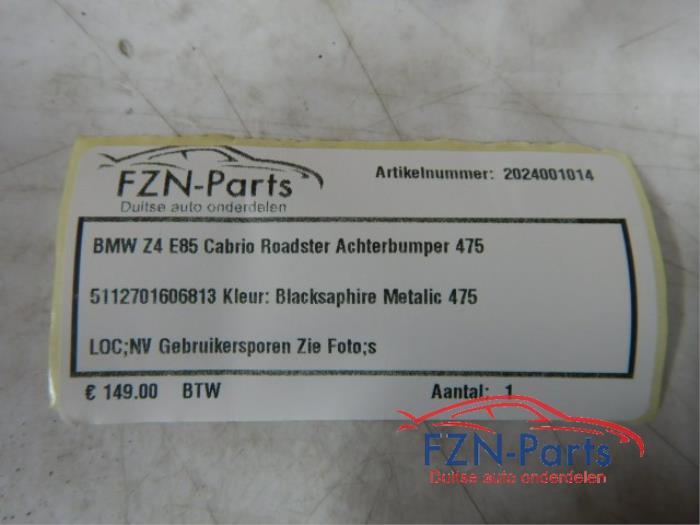 FZN-Parts
Duitse auto onderdelen
Artikelnummer: 2024001014
BMW Z4 E85 Cabrio Roadster Achterbumper 475
5112701606813 Kleur: Blacksaphire Metalic 475
LOC;NV Gebruikersporen Zie Foto;s
€ 149.00 BTW Aantal: 1
FZN-Parts
Duitse auto onderdelen